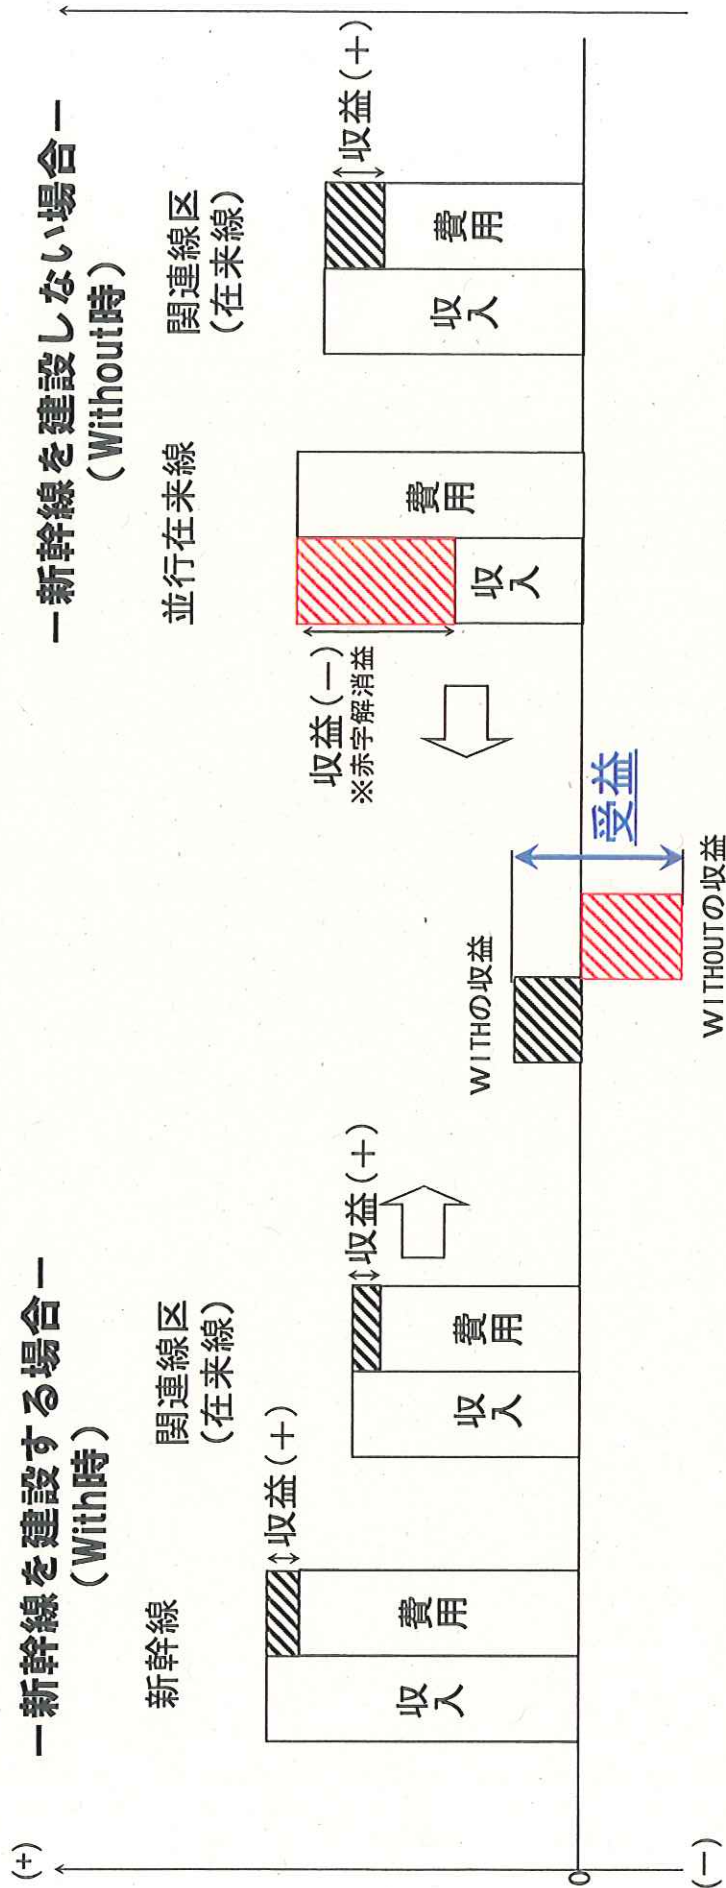 －新幹線を建設する場合－
（With時）
新幹線
関連線区
（在来線）
収益（＋）
収益（＋）
収入
費用
収入
費用
(＋)
0
(－)
WITHの収益
受益
WITHOUTの収益
－新幹線を建設しない場合－
（Without時）
並行在来線
関連線区
（在来線）
収益（－）
※赤字解消益
収益（＋）
収入
費用
収入
費用